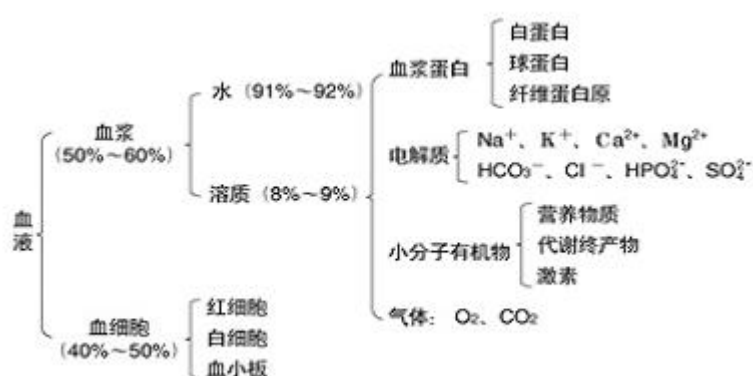 白蛋白
血浆蛋白
球蛋白
水（91%～92%）
纤维蛋白原
血浆
(50%～60%)
Na⁺、K⁺、Ca²⁺、Mg²⁺
电解质
HCO₃⁻、Cl⁻、HPO₄²⁻、SO₄²⁻
溶质（8%～9%）
血液
营养物质
小分子有机物
代谢终产物
激素
红细胞
气体：O₂、CO₂
血细胞
(40%～50%)
白细胞
血小板